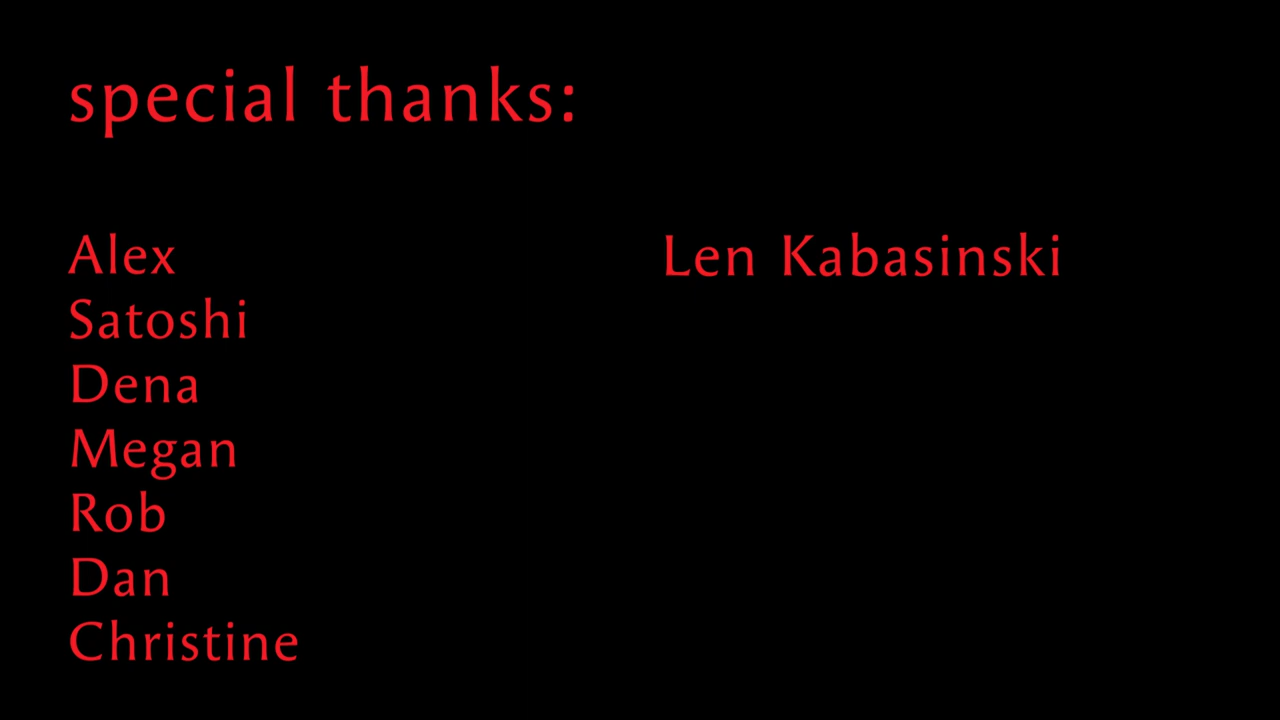 special thanks:
Alex
Satoshi
Dena
Megan
Rob
Dan
Christine
Len Kabasinski